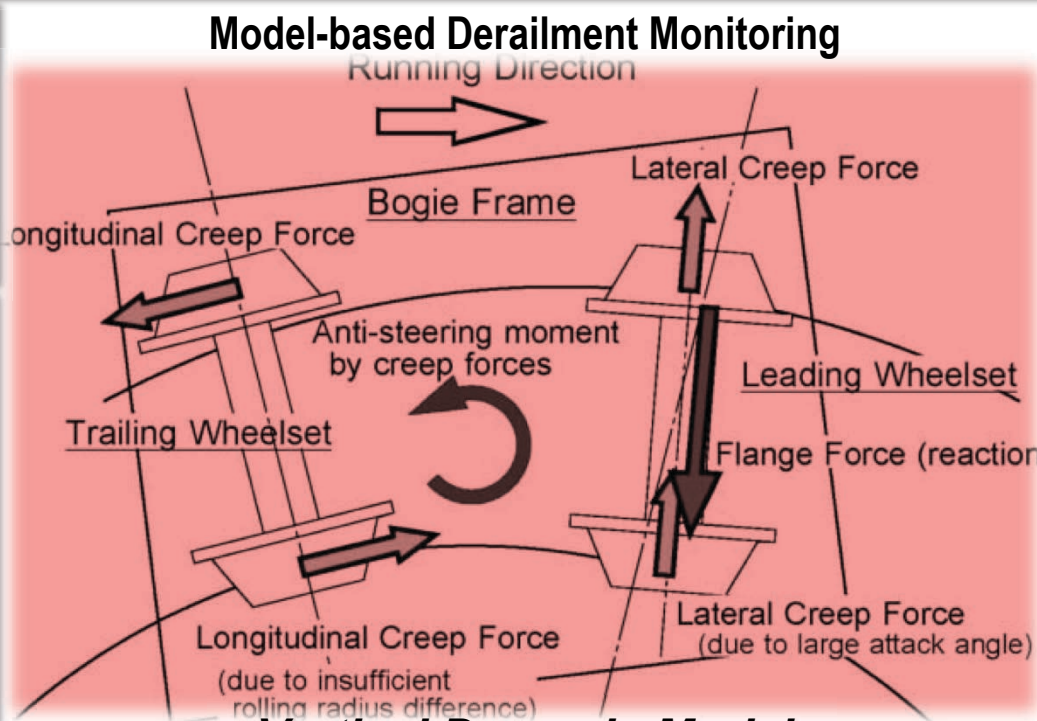 Model-based Derailment Monitoring
Running Direction
Lateral Creep Force
Bogie Frame
ongitudinal Creep Force
Anti-steering moment
by creep forces
Leading Wheelset
Trailing Wheelset
Flange Force (reaction
Lateral Creep Force
(due to large attack angle)
Longitudinal Creep Force
(due to insufficient
rolling radius difference)